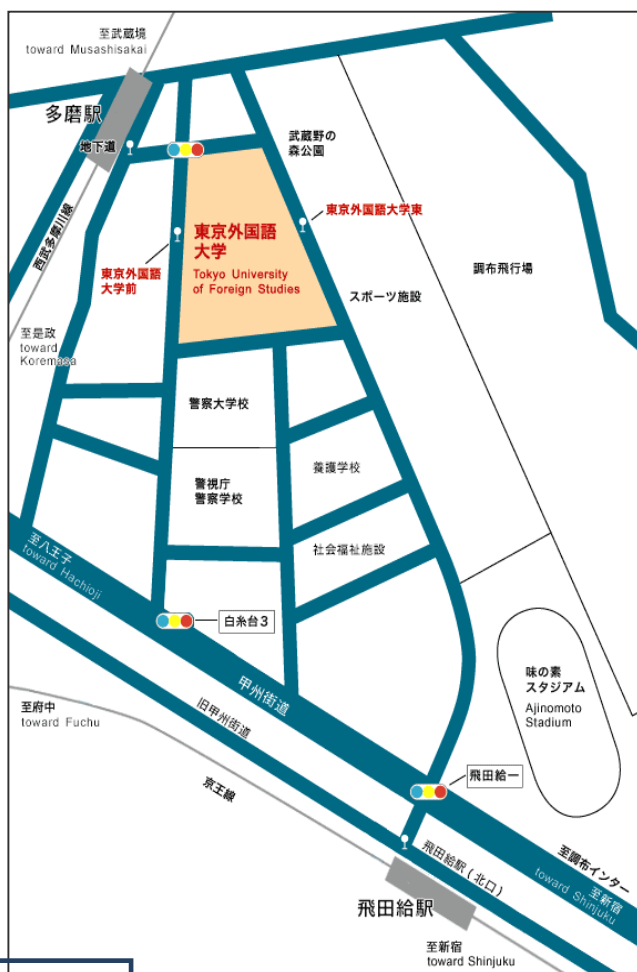 至武蔵境
toward Musashisakai
多磨駅
地下道
武蔵野の
森公園
東京外国語大学東
東京外国語
大学
Tokyo University
of Foreign Studies
東京外国語
大学前
西武多摩川線
調布飛行場
スポーツ施設
至是政
toward
Koremasa
警察大学校
養護学校
警視庁
警察学校
社会福祉施設
至八王子
toward Hachioji
白糸台3
甲州街道
味の素
スタジアム
Ajinomoto
Stadium
至府中
toward Fuchu
旧甲州街道
飛田給一
京王線
飛田給駅(北口)
至調布インター
至新宿
toward Shinjuku
飛田給駅
至新宿
toward Shinjuku